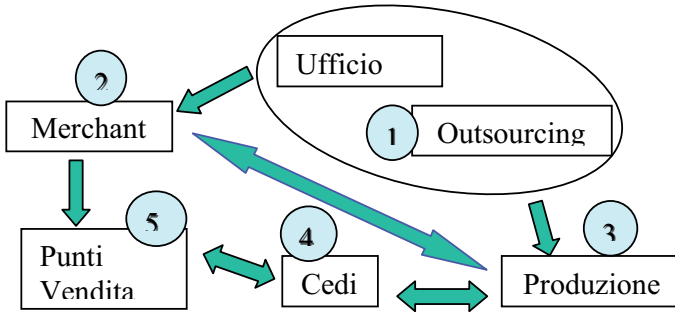 Ufficio
2
Merchant
1
Outsourcing
5
4
3
Punti
Vendita
Cedi
Produzione